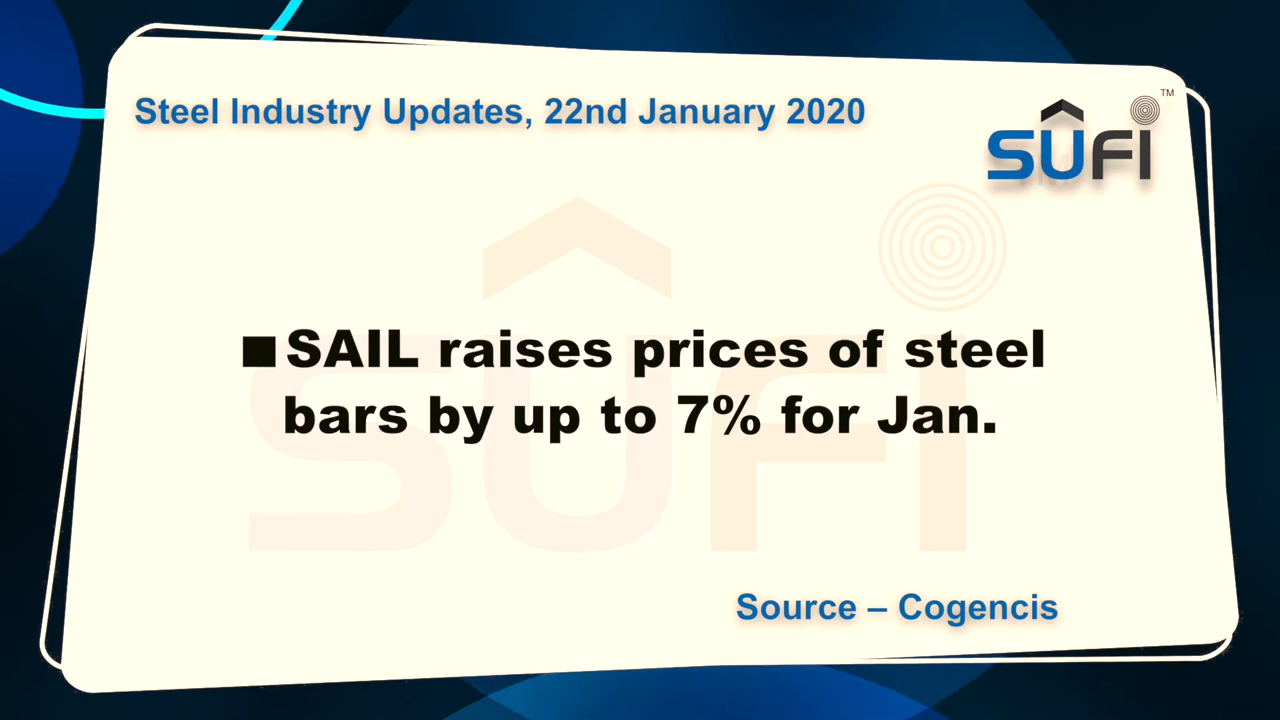 Steel Industry Updates, 22nd January 2020
SÛFI
TM
■SAIL raises prices of steel
bars by up to 7% for Jan.
SÛFI
Source – Cogencis